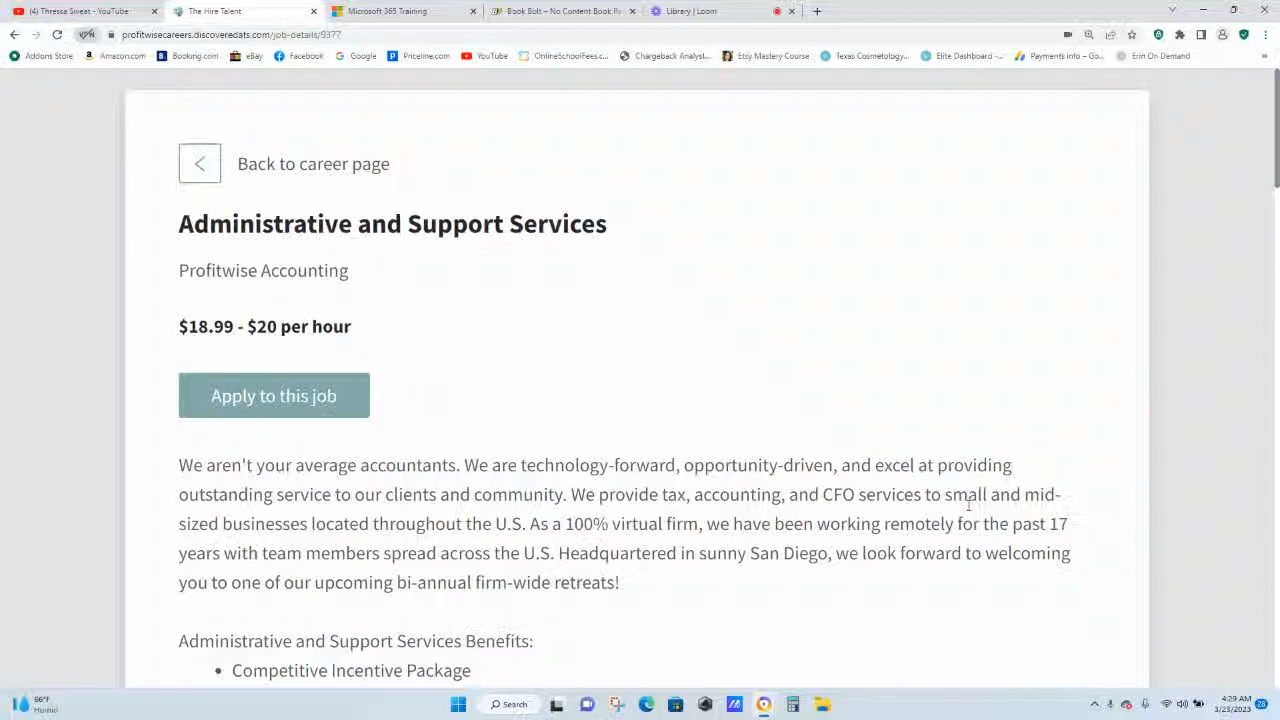 (4) Thressa Sweat - YouTube
The Hire Talent
Microsoft 365 Training
Book Bolt – No Content Book Re
Library | Loom
profitwisecareers.discoveredats.com/job-details/9377
Addons Store
Amazon.com
Booking.com
eBay
Facebook
Google
Priceline.com
YouTube
OnlineSchoolFees.c...
Chargeback Analyst...
Etsy Mastery Course
Texas Cosmetology...
Elite Dashboard -...
Payments info – Go...
Erin On Demand
Back to career page
Administrative and Support Services
Profitwise Accounting
$18.99 - $20 per hour
Apply to this job
We aren't your average accountants. We are technology-forward, opportunity-driven, and excel at providing
outstanding service to our clients and community. We provide tax, accounting, and CFO services to small and mid-
sized businesses located throughout the U.S. As a 100% virtual firm, we have been working remotely for the past 17
years with team members spread across the U.S. Headquartered in sunny San Diego, we look forward to welcoming
you to one of our upcoming bi-annual firm-wide retreats!
Administrative and Support Services Benefits:
• Competitive Incentive Package
Humid
Search
4:29 AM
3/23/2023
28